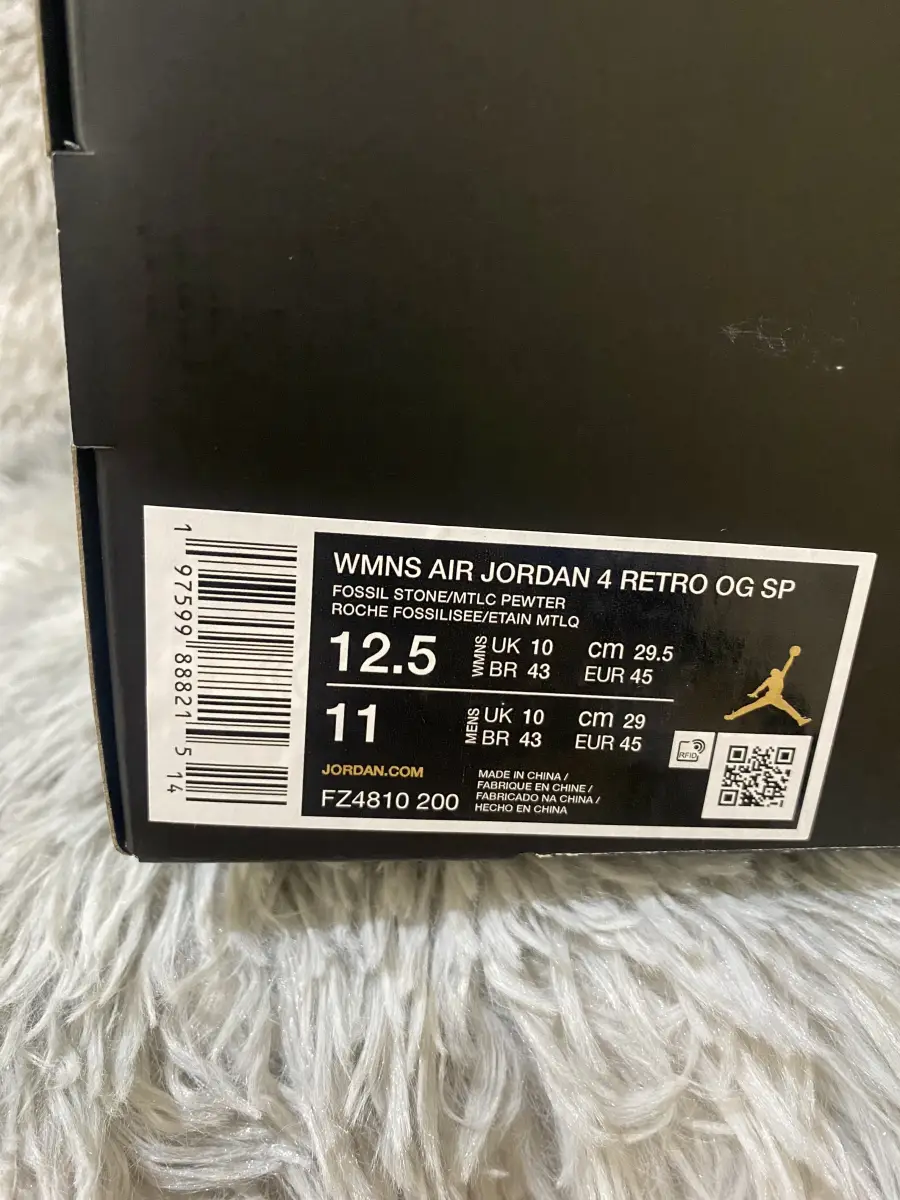 1 97599 88821 5 14
WMNS AIR JORDAN 4 RETRO OG SP
FOSSIL STONE/MTLC PEWTER
ROCHE FOSSILISEE/ETAIN MTLQ
12.5 WMNS UK 10 cm 29.5
BR 43 EUR 45
11 MENS UK 10 cm 29
BR 43 EUR 45
JORDAN.COM
FZ4810 200
MADE IN CHINA /
FABRIQUE EN CHINE /
FABRICADO NA CHINA /
HECHO EN CHINA
RFID